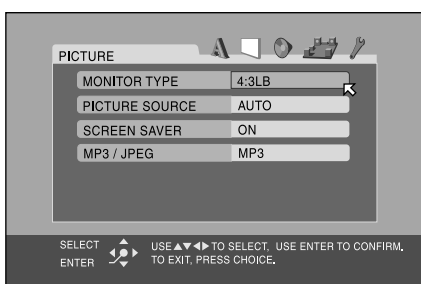 PICTURE
MONITOR TYPE 4:3LB
PICTURE SOURCE AUTO
SCREEN SAVER ON
MP3 / JPEG MP3
SELECT
ENTER
USE▲▼◀▶TO SELECT, USE ENTER TO CONFIRM.
TO EXIT, PRESS CHOICE.